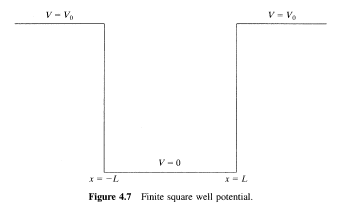 V = V₀ V = V₀
V = 0
x = −L x = L
Figure 4.7 Finite square well potential.